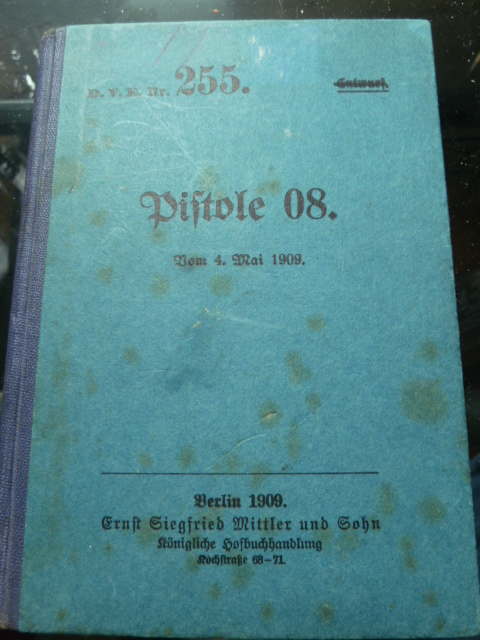 D. V. E. Nr. 255.
Entwurf.
Pistole 08.
Vom 4. Mai 1909.
Berlin 1909.
Ernst Siegfried Mittler und Sohn
Königliche Hofbuchhandlung
Kochstraße 68-71.